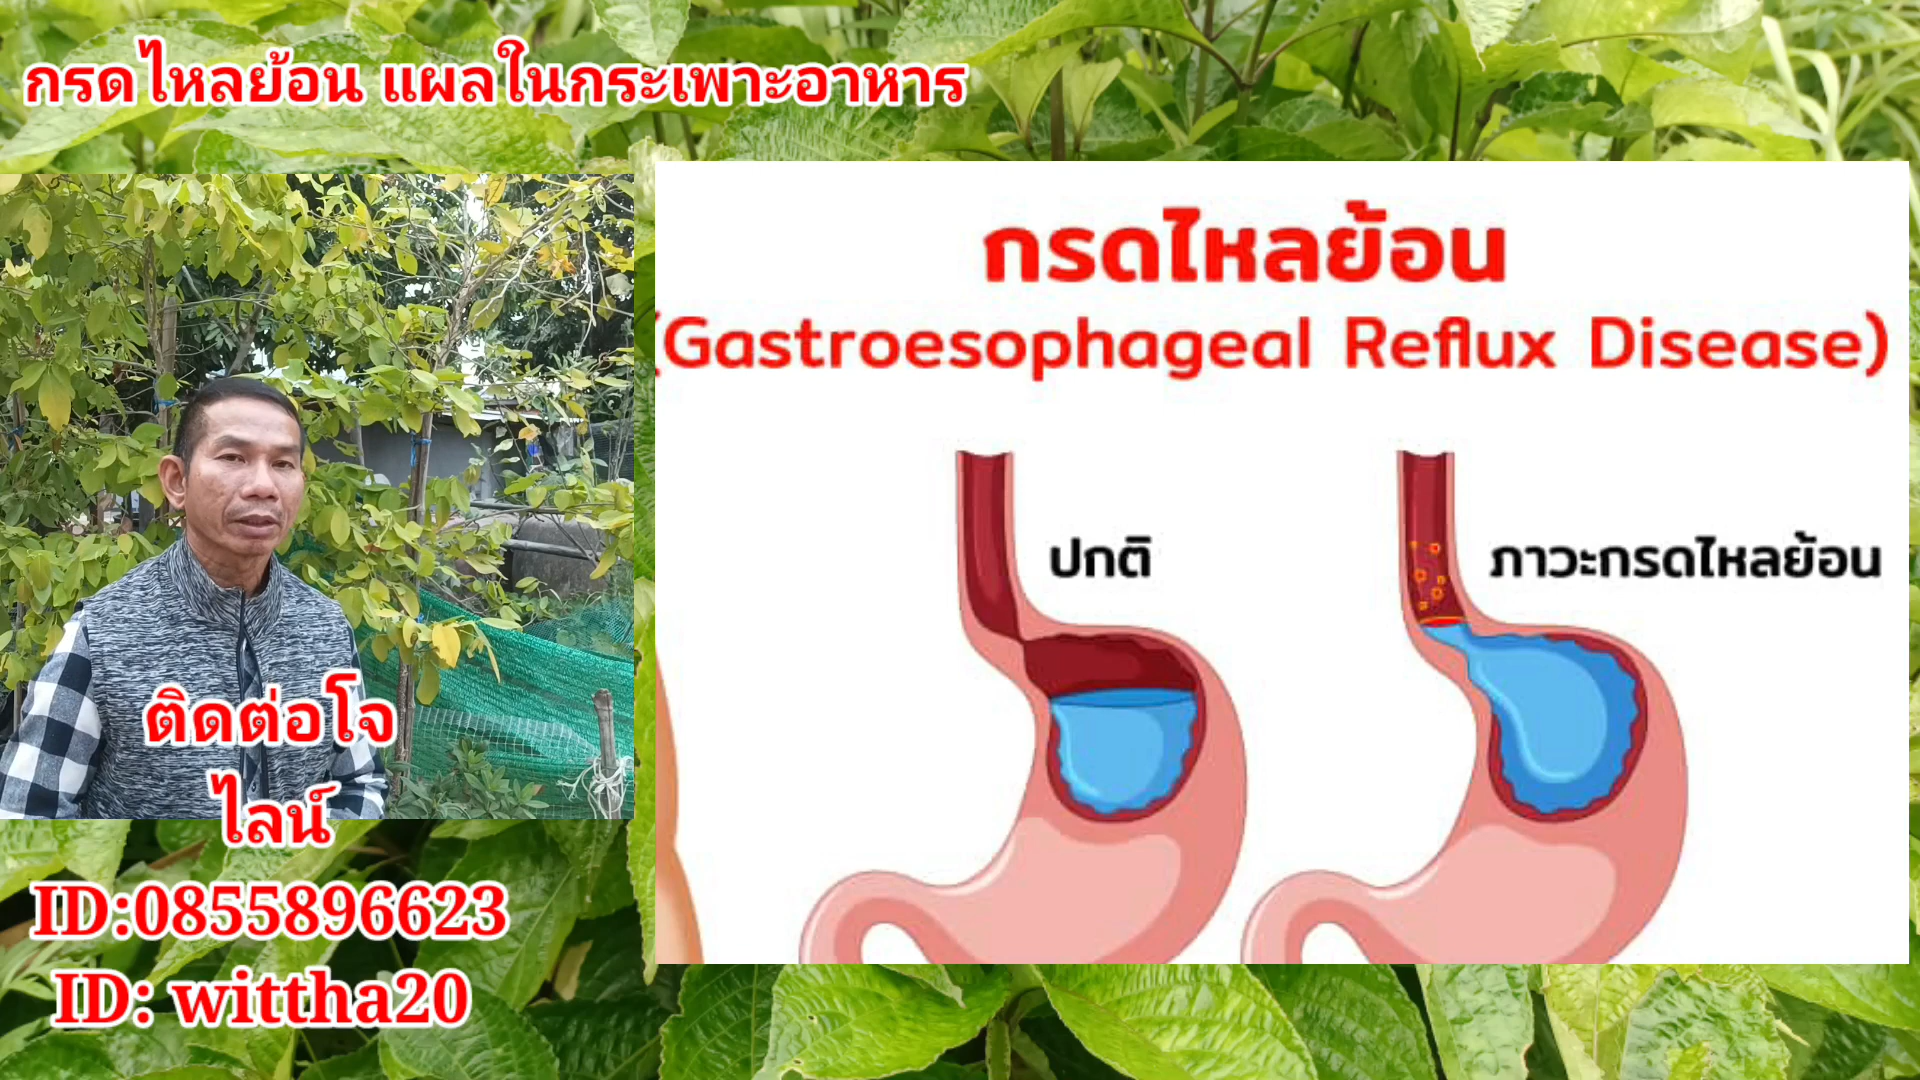 กรดไหลย้อน แผลในกระเพาะอาหาร
กรดไหลย้อน
(Gastroesophageal Reflux Disease)
ปกติ
ภาวะกรดไหลย้อน
ติดต่อโจ
ไลน์
ID:0855896623
ID: wittha20